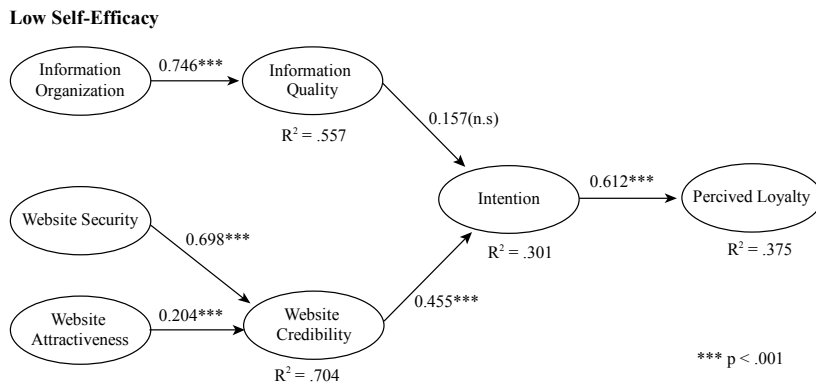 Low Self-Efficacy
Information
Organization
0.746***
Information
Quality
R² = .557
0.157(n.s)
Website Security
0.698***
Intention
R² = .301
0.612***
Percived Loyalty
R² = .375
Website
Attractiveness
0.204***
Website
Credibility
R² = .704
0.455***
*** p < .001